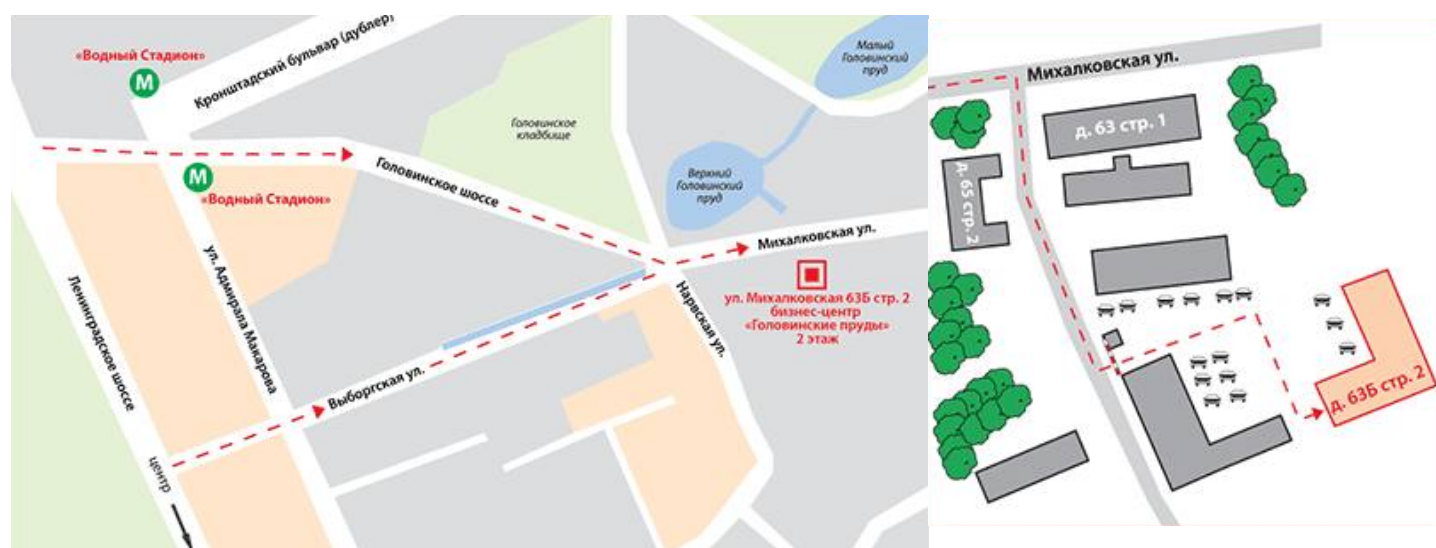 «Водный Стадион»
М
Кронштадский бульвар (дублер)
Малый
Головинский
пруд
Головинское
кладбище
М
«Водный Стадион»
Головинское шоссе
Верхний
Головинский
пруд
Михалковская ул.
ул. Михалковская 63Б стр. 2
бизнес-центр
«Головинские пруды»
2 этаж
Ленинградское шоссе
ул. Адмирала Макарова
Нарвская ул.
Выборгская ул.
центр
Михалковская ул.
д. 63 стр. 1
д. 65 стр. 2
д. 63Б стр. 2